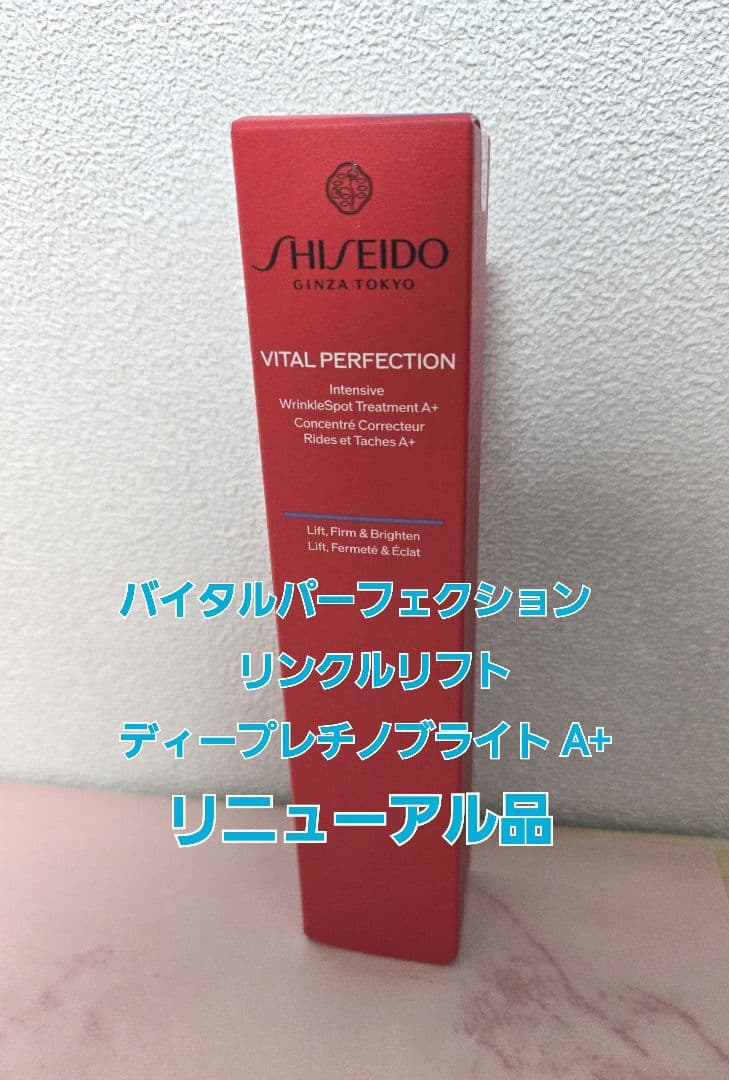 SHISEIDO
GINZA TOKYO
VITAL PERFECTION
Intensive
WrinkleSpot Treatment A+
Concentré Correcteur
Rides et Taches A+
Lift, Firm & Brighten
Lift, Fermeté & Éclat
バイタルパーフェクション
リンクルリフト
ディープレチノブライト A+
リニューアル品